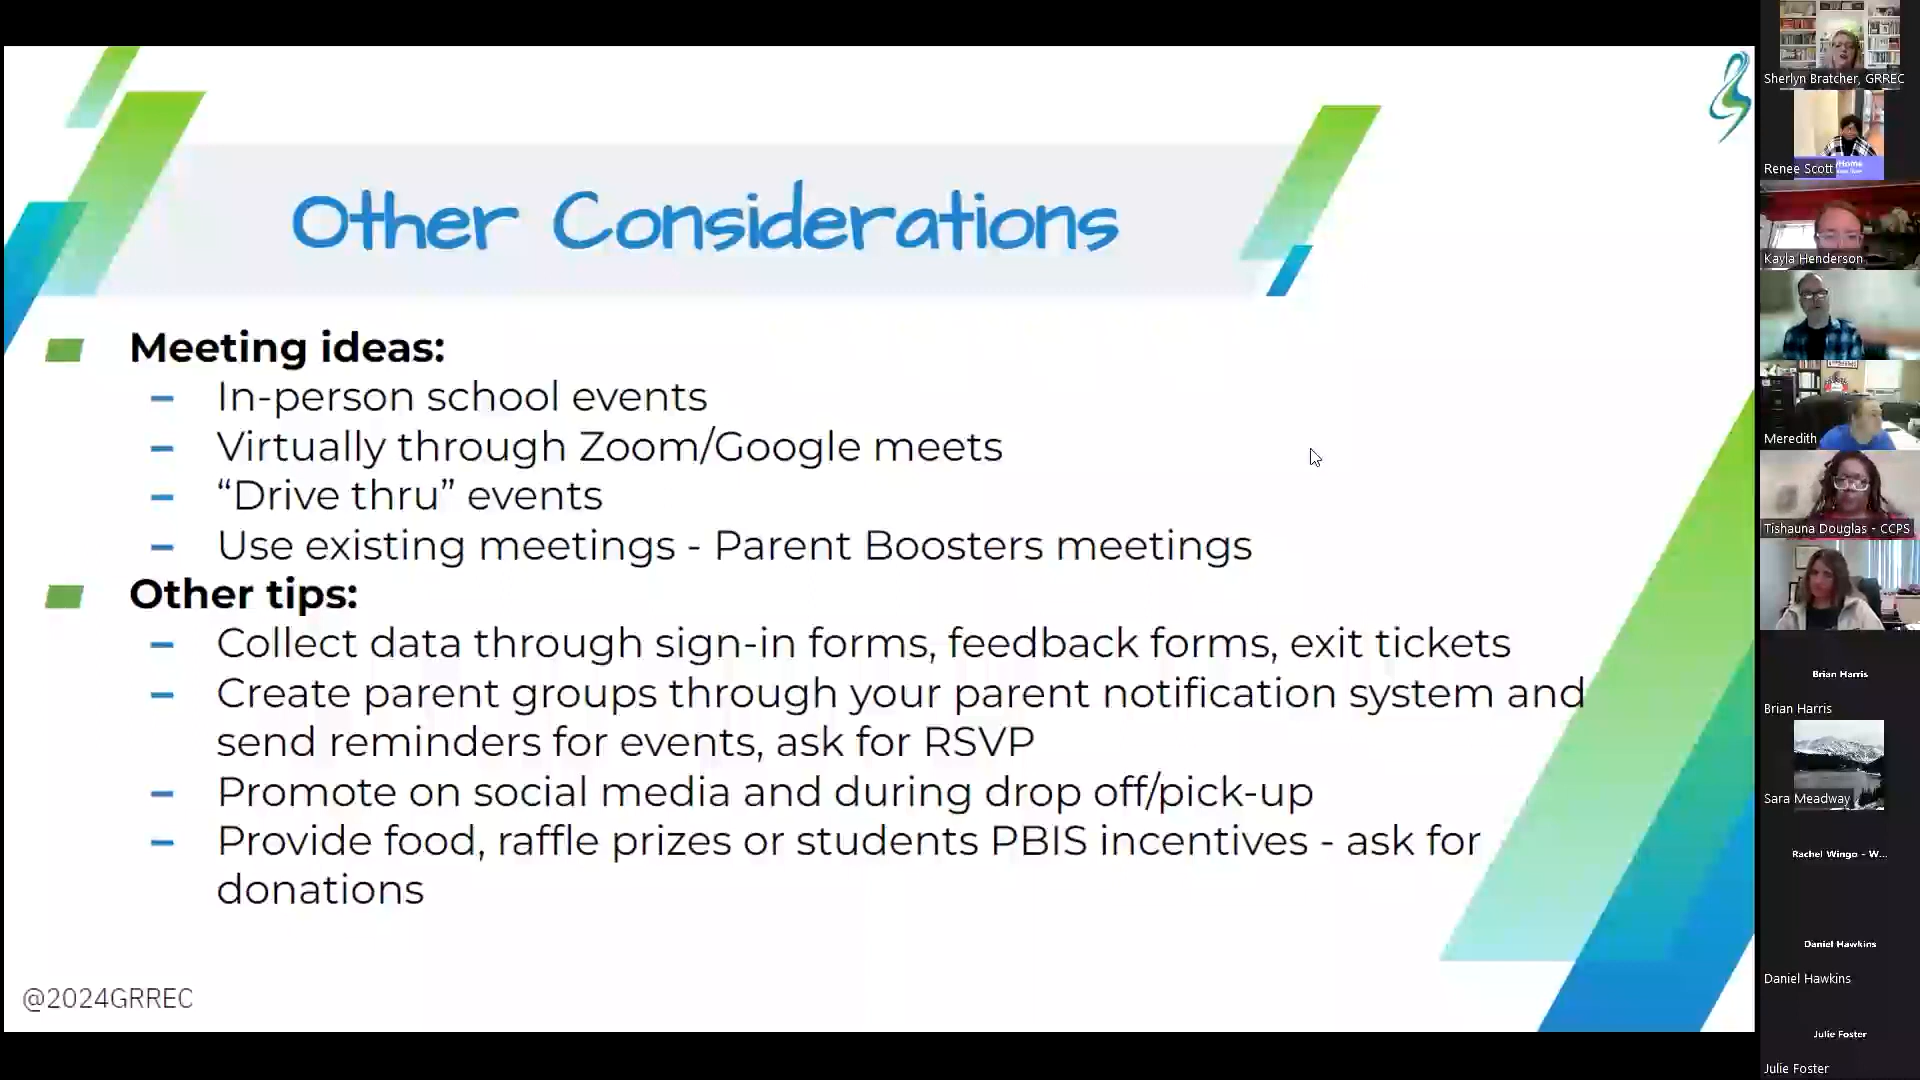 Other Considerations
Meeting ideas:
– In-person school events
– Virtually through Zoom/Google meets
– “Drive thru” events
– Use existing meetings - Parent Boosters meetings
Other tips:
– Collect data through sign-in forms, feedback forms, exit tickets
– Create parent groups through your parent notification system and
send reminders for events, ask for RSVP
– Promote on social media and during drop off/pick-up
– Provide food, raffle prizes or students PBIS incentives - ask for
donations
@2024GRREC
Sherlyn Bratcher, GRREC
Renee Scott
Kayla Henderson
Meredith
Tishauna Douglas - CCPS
Brian Harris
Brian Harris
Sara Meadway
Rachel Wingo - W...
Daniel Hawkins
Daniel Hawkins
Julie Foster
Julie Foster